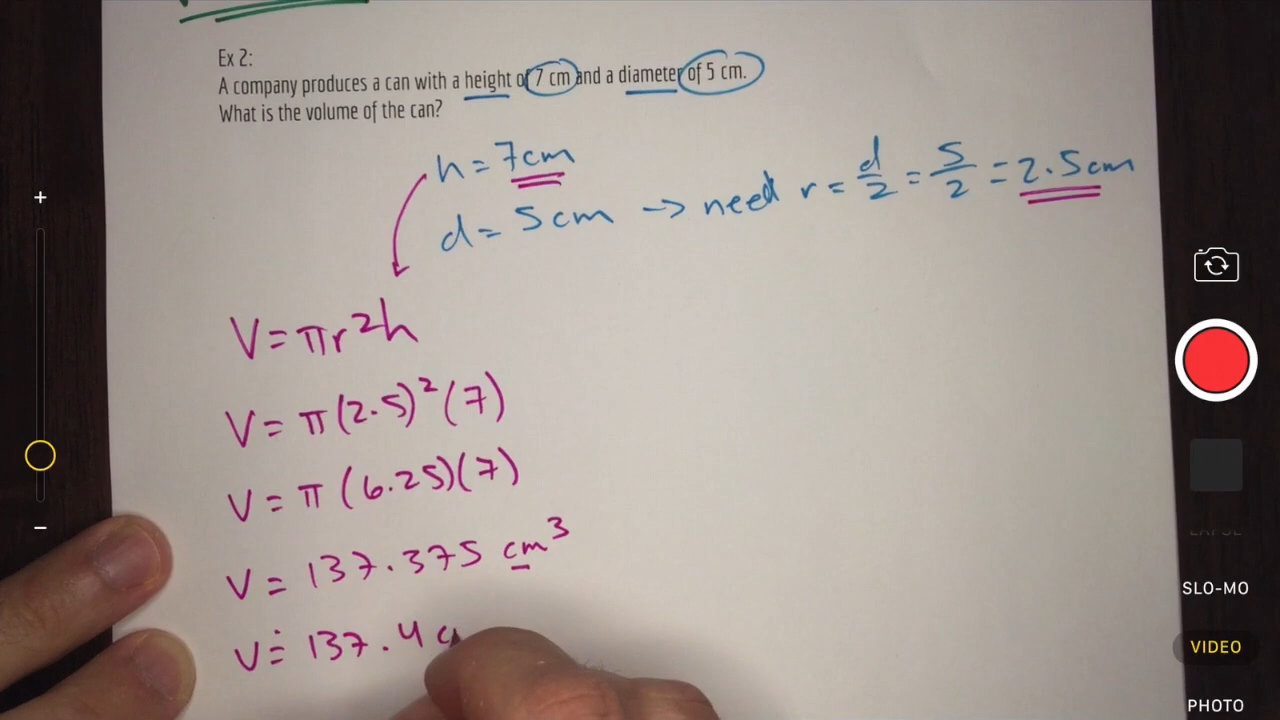 Ex 2:
A company produces a can with a height of 7 cm and a diameter of 5 cm.
What is the volume of the can?
h = 7cm
d = 5cm → need r = d/2 = 5/2 = 2.5cm
V = πr²h
V = π(2.5)²(7)
V = π(6.25)(7)
V = 137.375 cm³
V ≐ 137.4 c
+
−
SLO-MO
VIDEO
PHOTO